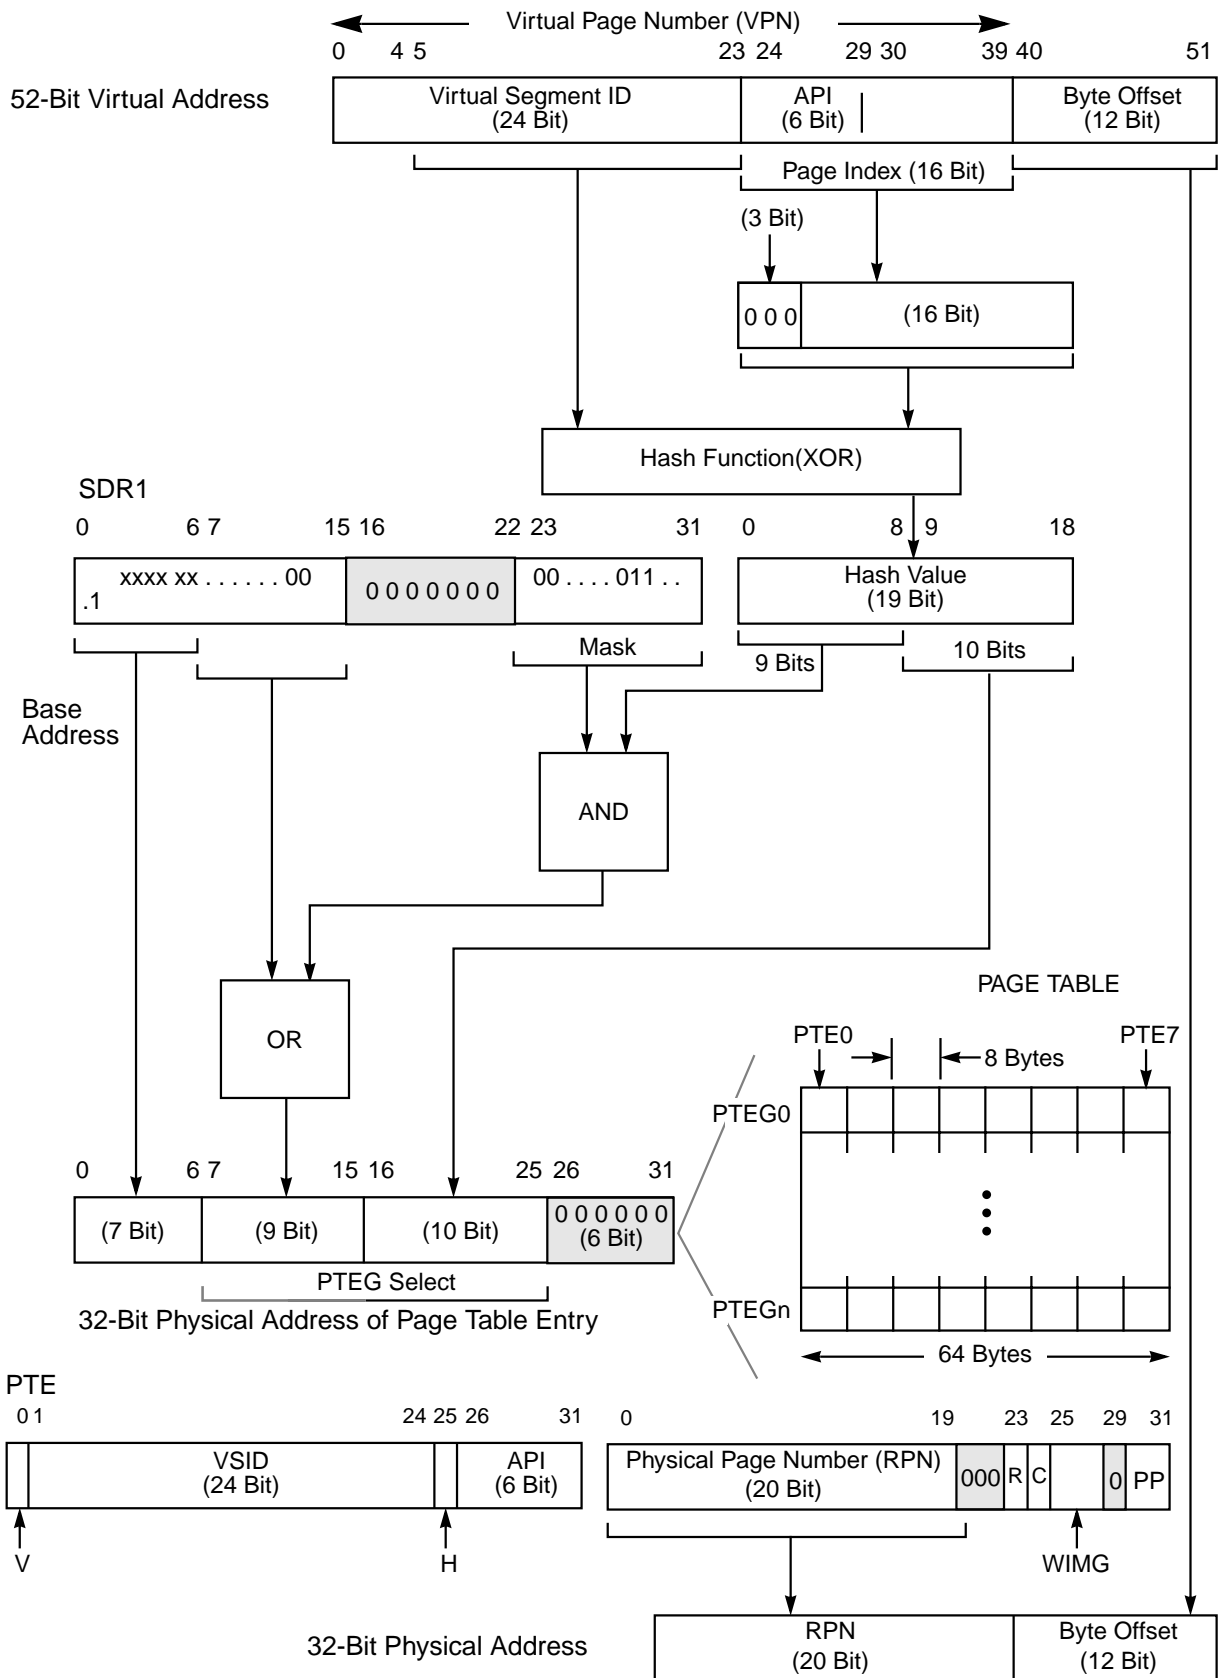 Virtual Page Number (VPN)
0 4 5 23 24 29 30 39 40 51
52-Bit Virtual Address
Virtual Segment ID
(24 Bit)
API
(6 Bit)
Byte Offset
(12 Bit)
Page Index (16 Bit)
(3 Bit)
0 0 0
(16 Bit)
Hash Function(XOR)
SDR1
0 6 7 15 16 22 23 31
0 8 9 18
xxxx xx . . . . . . 00
.1
0 0 0 0 0 0 0
00 . . . . 011 . .
Hash Value
(19 Bit)
Mask
9 Bits
10 Bits
Base
Address
AND
OR
PAGE TABLE
PTE0
8 Bytes
PTE7
PTEG0
0 6 7 15 16 25 26 31
(7 Bit)
(9 Bit)
(10 Bit)
0 0 0 0 0 0
(6 Bit)
PTEG Select
PTEGn
32-Bit Physical Address of Page Table Entry
64 Bytes
PTE
0 1 24 25 26 31
0 19 23 25 29 31
VSID
(24 Bit)
API
(6 Bit)
Physical Page Number (RPN)
(20 Bit)
000
R
C
0
PP
V
H
WIMG
32-Bit Physical Address
RPN
(20 Bit)
Byte Offset
(12 Bit)